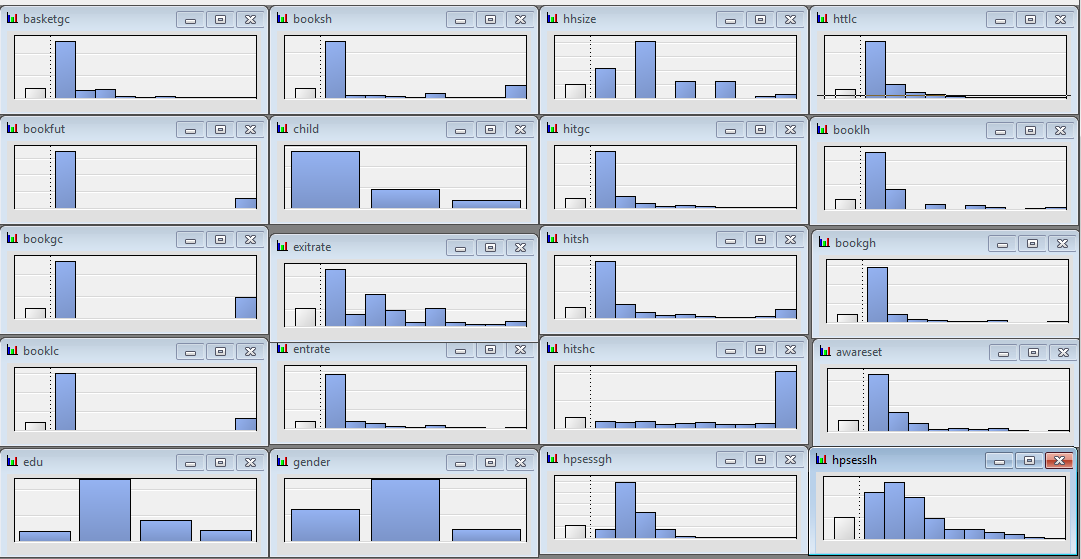 basketgc
booksh
hhsize
httlc
bookfut
child
hitgc
booklh
bookgc
exitrate
hitsh
bookgh
booklc
entrate
hitshc
awareset
edu
gender
hpsessgh
hpsesslh